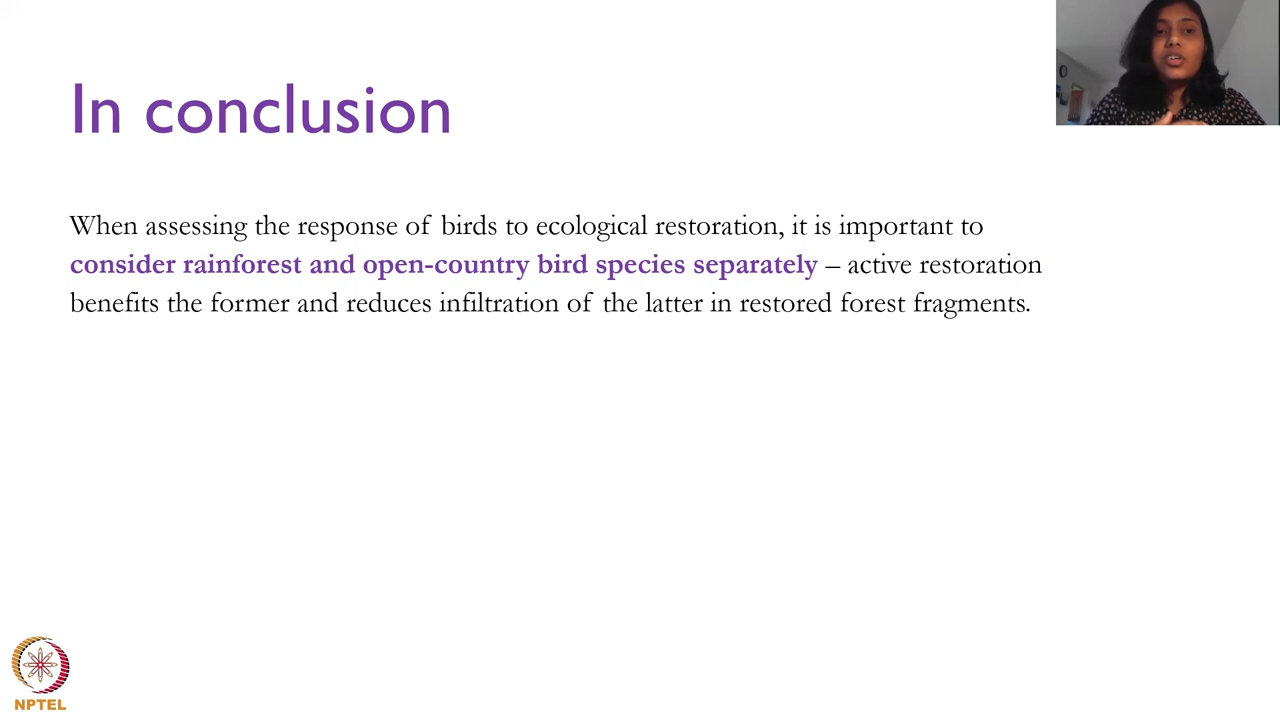 In conclusion
When assessing the response of birds to ecological restoration, it is important to
consider rainforest and open-country bird species separately – active restoration
benefits the former and reduces infiltration of the latter in restored forest fragments.
NPTEL